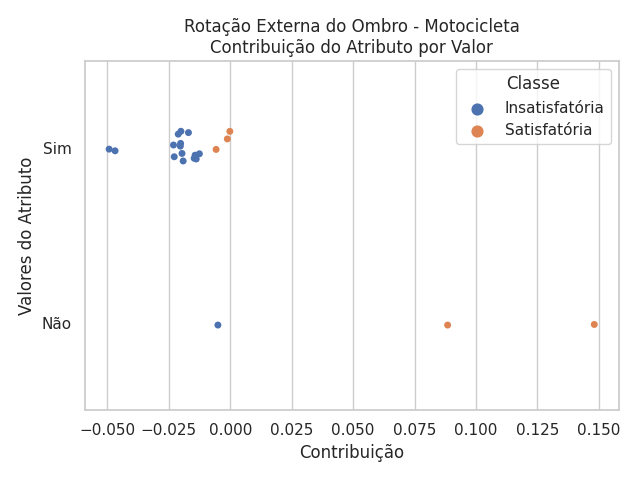 Rotação Externa do Ombro - Motocicleta
Contribuição do Atributo por Valor
Classe
Insatisfatória
Satisfatória
Valores do Atributo
Sim
Não
−0.050 −0.025 0.000 0.025 0.050 0.075 0.100 0.125 0.150
Contribuição